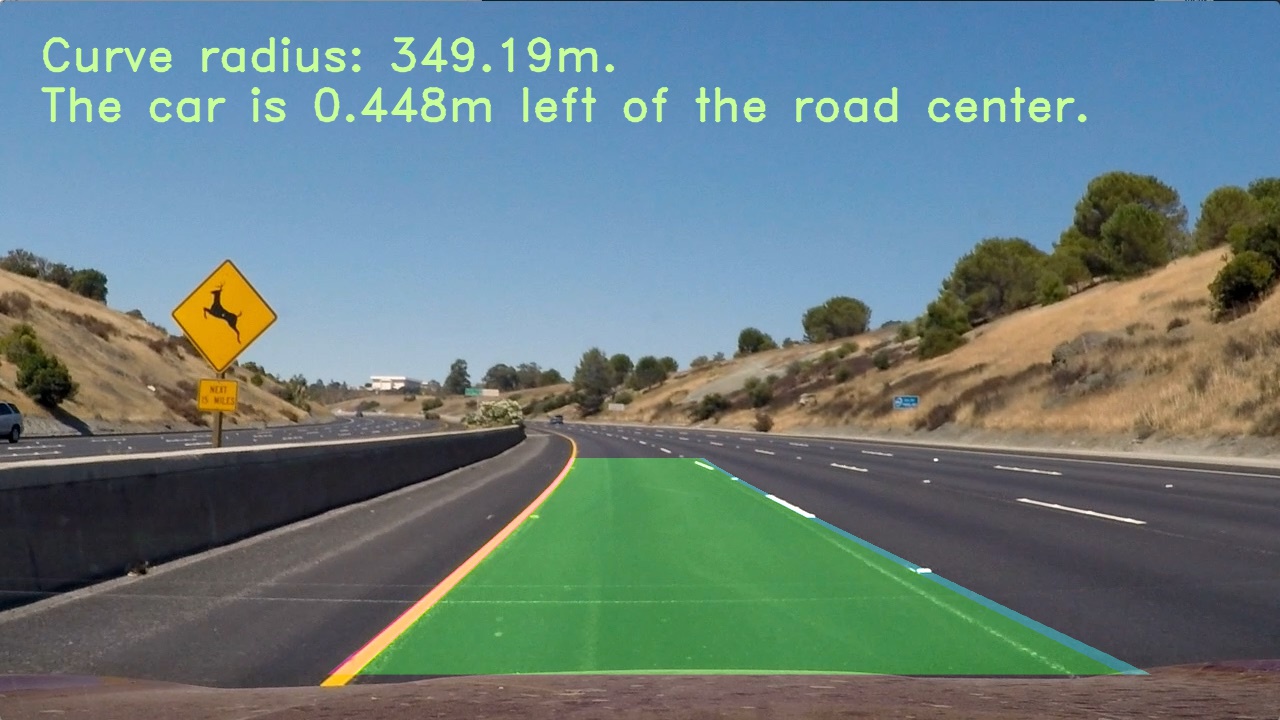 Curve radius: 349.19m.
The car is 0.448m left of the road center.
NEXT
15 MILES